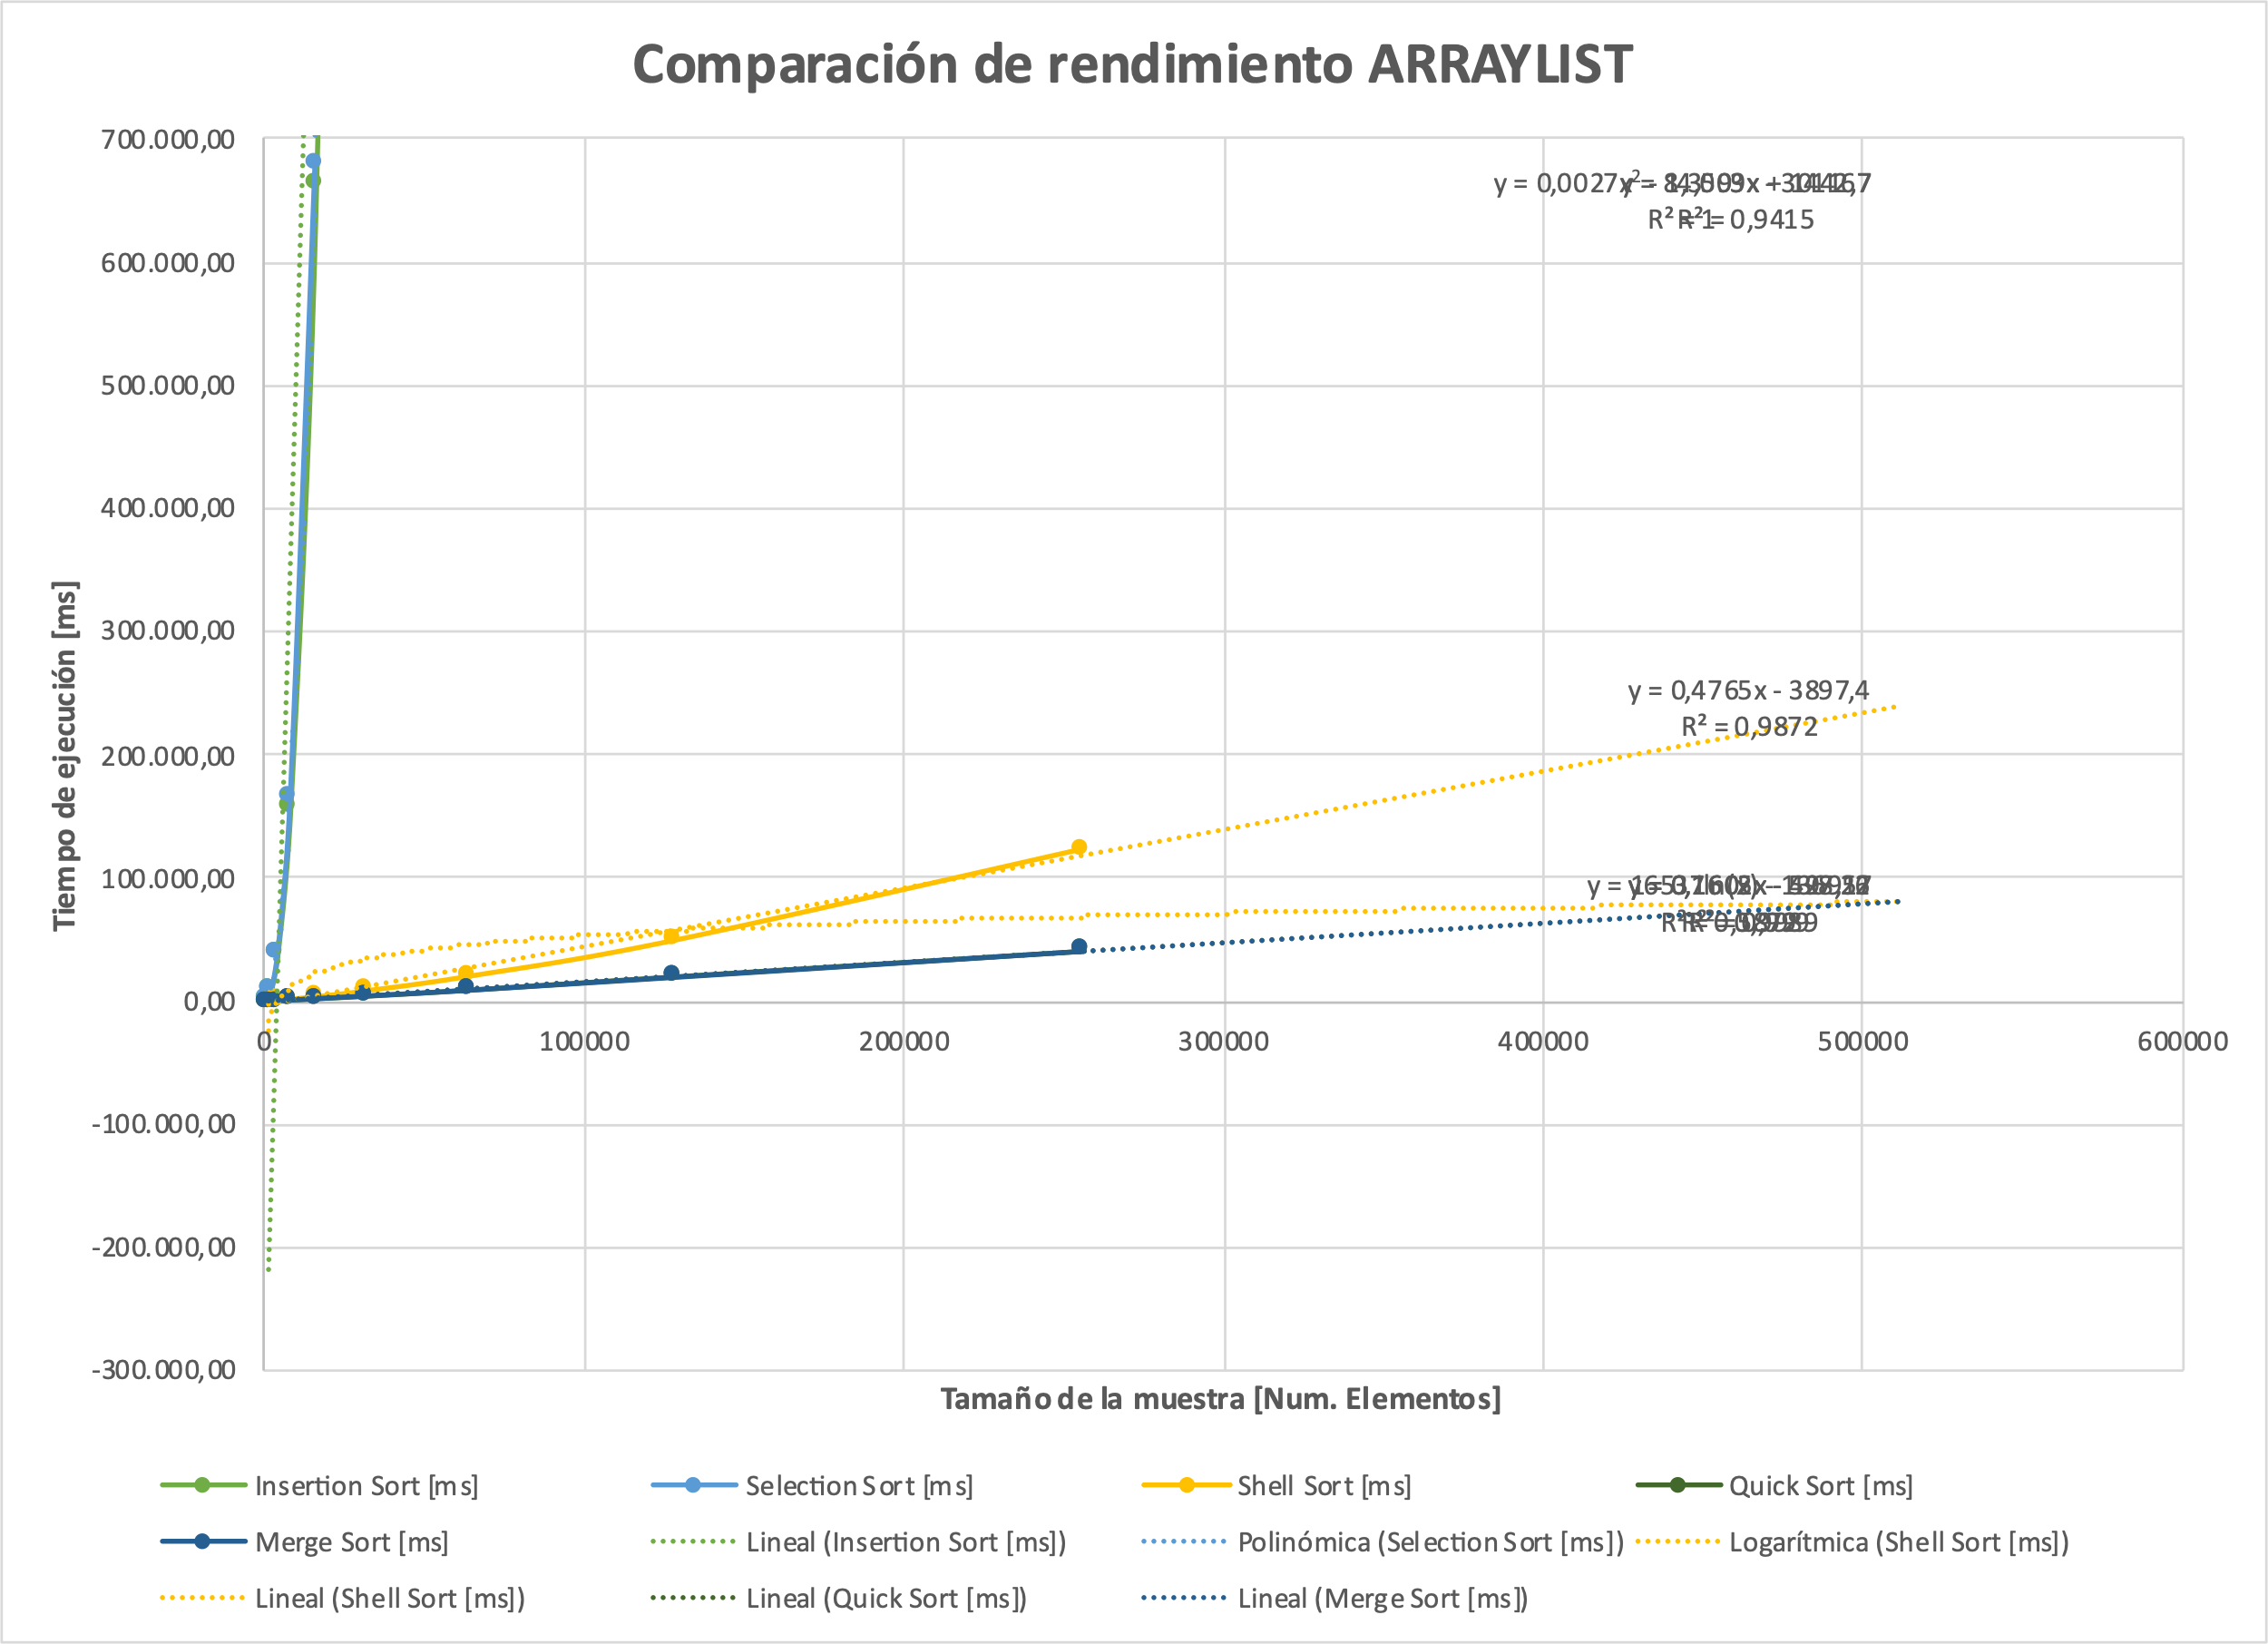 Comparación de rendimiento ARRAYLIST
700.000,00
600.000,00
500.000,00
400.000,00
300.000,00
200.000,00
100.000,00
0,00
-100.000,00
-200.000,00
-300.000,00
Tiempo de ejecución [ms]
y = 0,4765x - 3897,4
R² = 0,9872
0
100000
200000
300000
400000
500000
600000
Tamaño de la muestra [Num. Elementos]
Insertion Sort [ms]
Selection Sort [ms]
Shell Sort [ms]
Quick Sort [ms]
Merge Sort [ms]
Lineal (Insertion Sort [ms])
Polinómica (Selection Sort [ms])
Logarítmica (Shell Sort [ms])
Lineal (Shell Sort [ms])
Lineal (Quick Sort [ms])
Lineal (Merge Sort [ms])